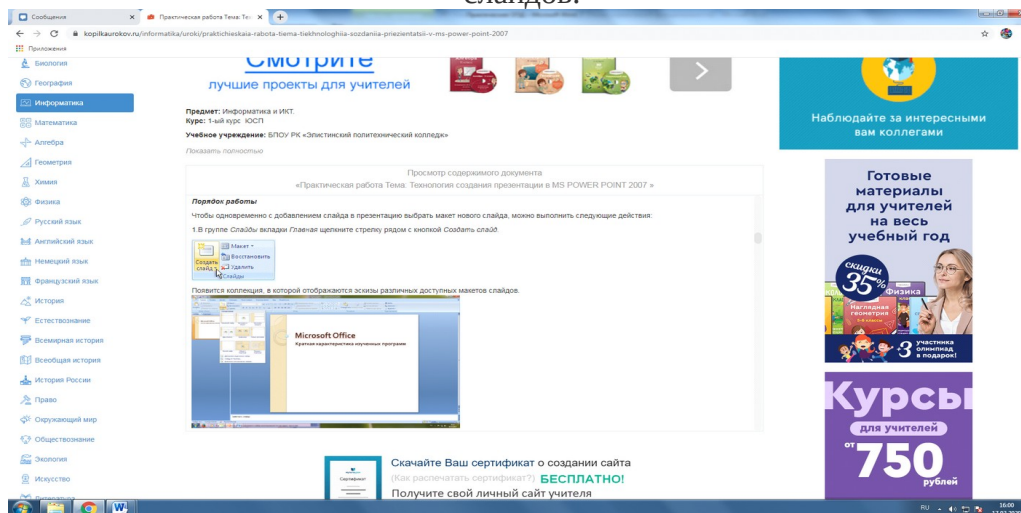 слайдов.
Сообщения
Практическая работа Тема: Тех
kopilkaurokov.ru/informatika/uroki/praktichieskaia-rabota-tiema-tiekhnologhiia-sozdaniia-priezientatsii-v-ms-power-point-2007
Приложения
Биология
География
Информатика
Математика
Алгебра
Геометрия
Химия
Физика
Русский язык
Английский язык
Немецкий язык
Французский язык
История
Естествознание
Всемирная история
Всеобщая история
История России
Право
Окружающий мир
Обществознание
Экология
Искусство
Литература
Смотрите
лучшие проекты для учителей
Предмет: Информатика и ИКТ.
Курс: 1-ый курс ЮСП
Учебное учреждение: БПОУ РК «Элистинский политехнический колледж»
Показать полностью
Просмотр содержимого документа
«Практическая работа Тема: Технология создания презентации в MS POWER POINT 2007 »
Порядок работы
Чтобы одновременно с добавлением слайда в презентацию выбрать макет нового слайда, можно выполнить следующие действия:
1.В группе Слайды вкладки Главная щелкните стрелку рядом с кнопкой Создать слайд.
Создать
слайд
Макет
Восстановить
Удалить
Слайды
Появится коллекция, в которой отображаются эскизы различных доступных макетов слайдов.
Microsoft Office
Краткая характеристика изученных программ
Скачайте Ваш сертификат о создании сайта
(Как распечатать сертификат?) БЕСПЛАТНО!
Получите свой личный сайт учителя
Сертификат
Наблюдайте за интересными
вам коллегами
Готовые
материалы
для учителей
на весь
учебный год
скидки
35%
Физика
Наглядная
геометрия
+3 участника
олимпиад
в подарок!
Курсы
для учителей
от 750
рублей
RU
16:00